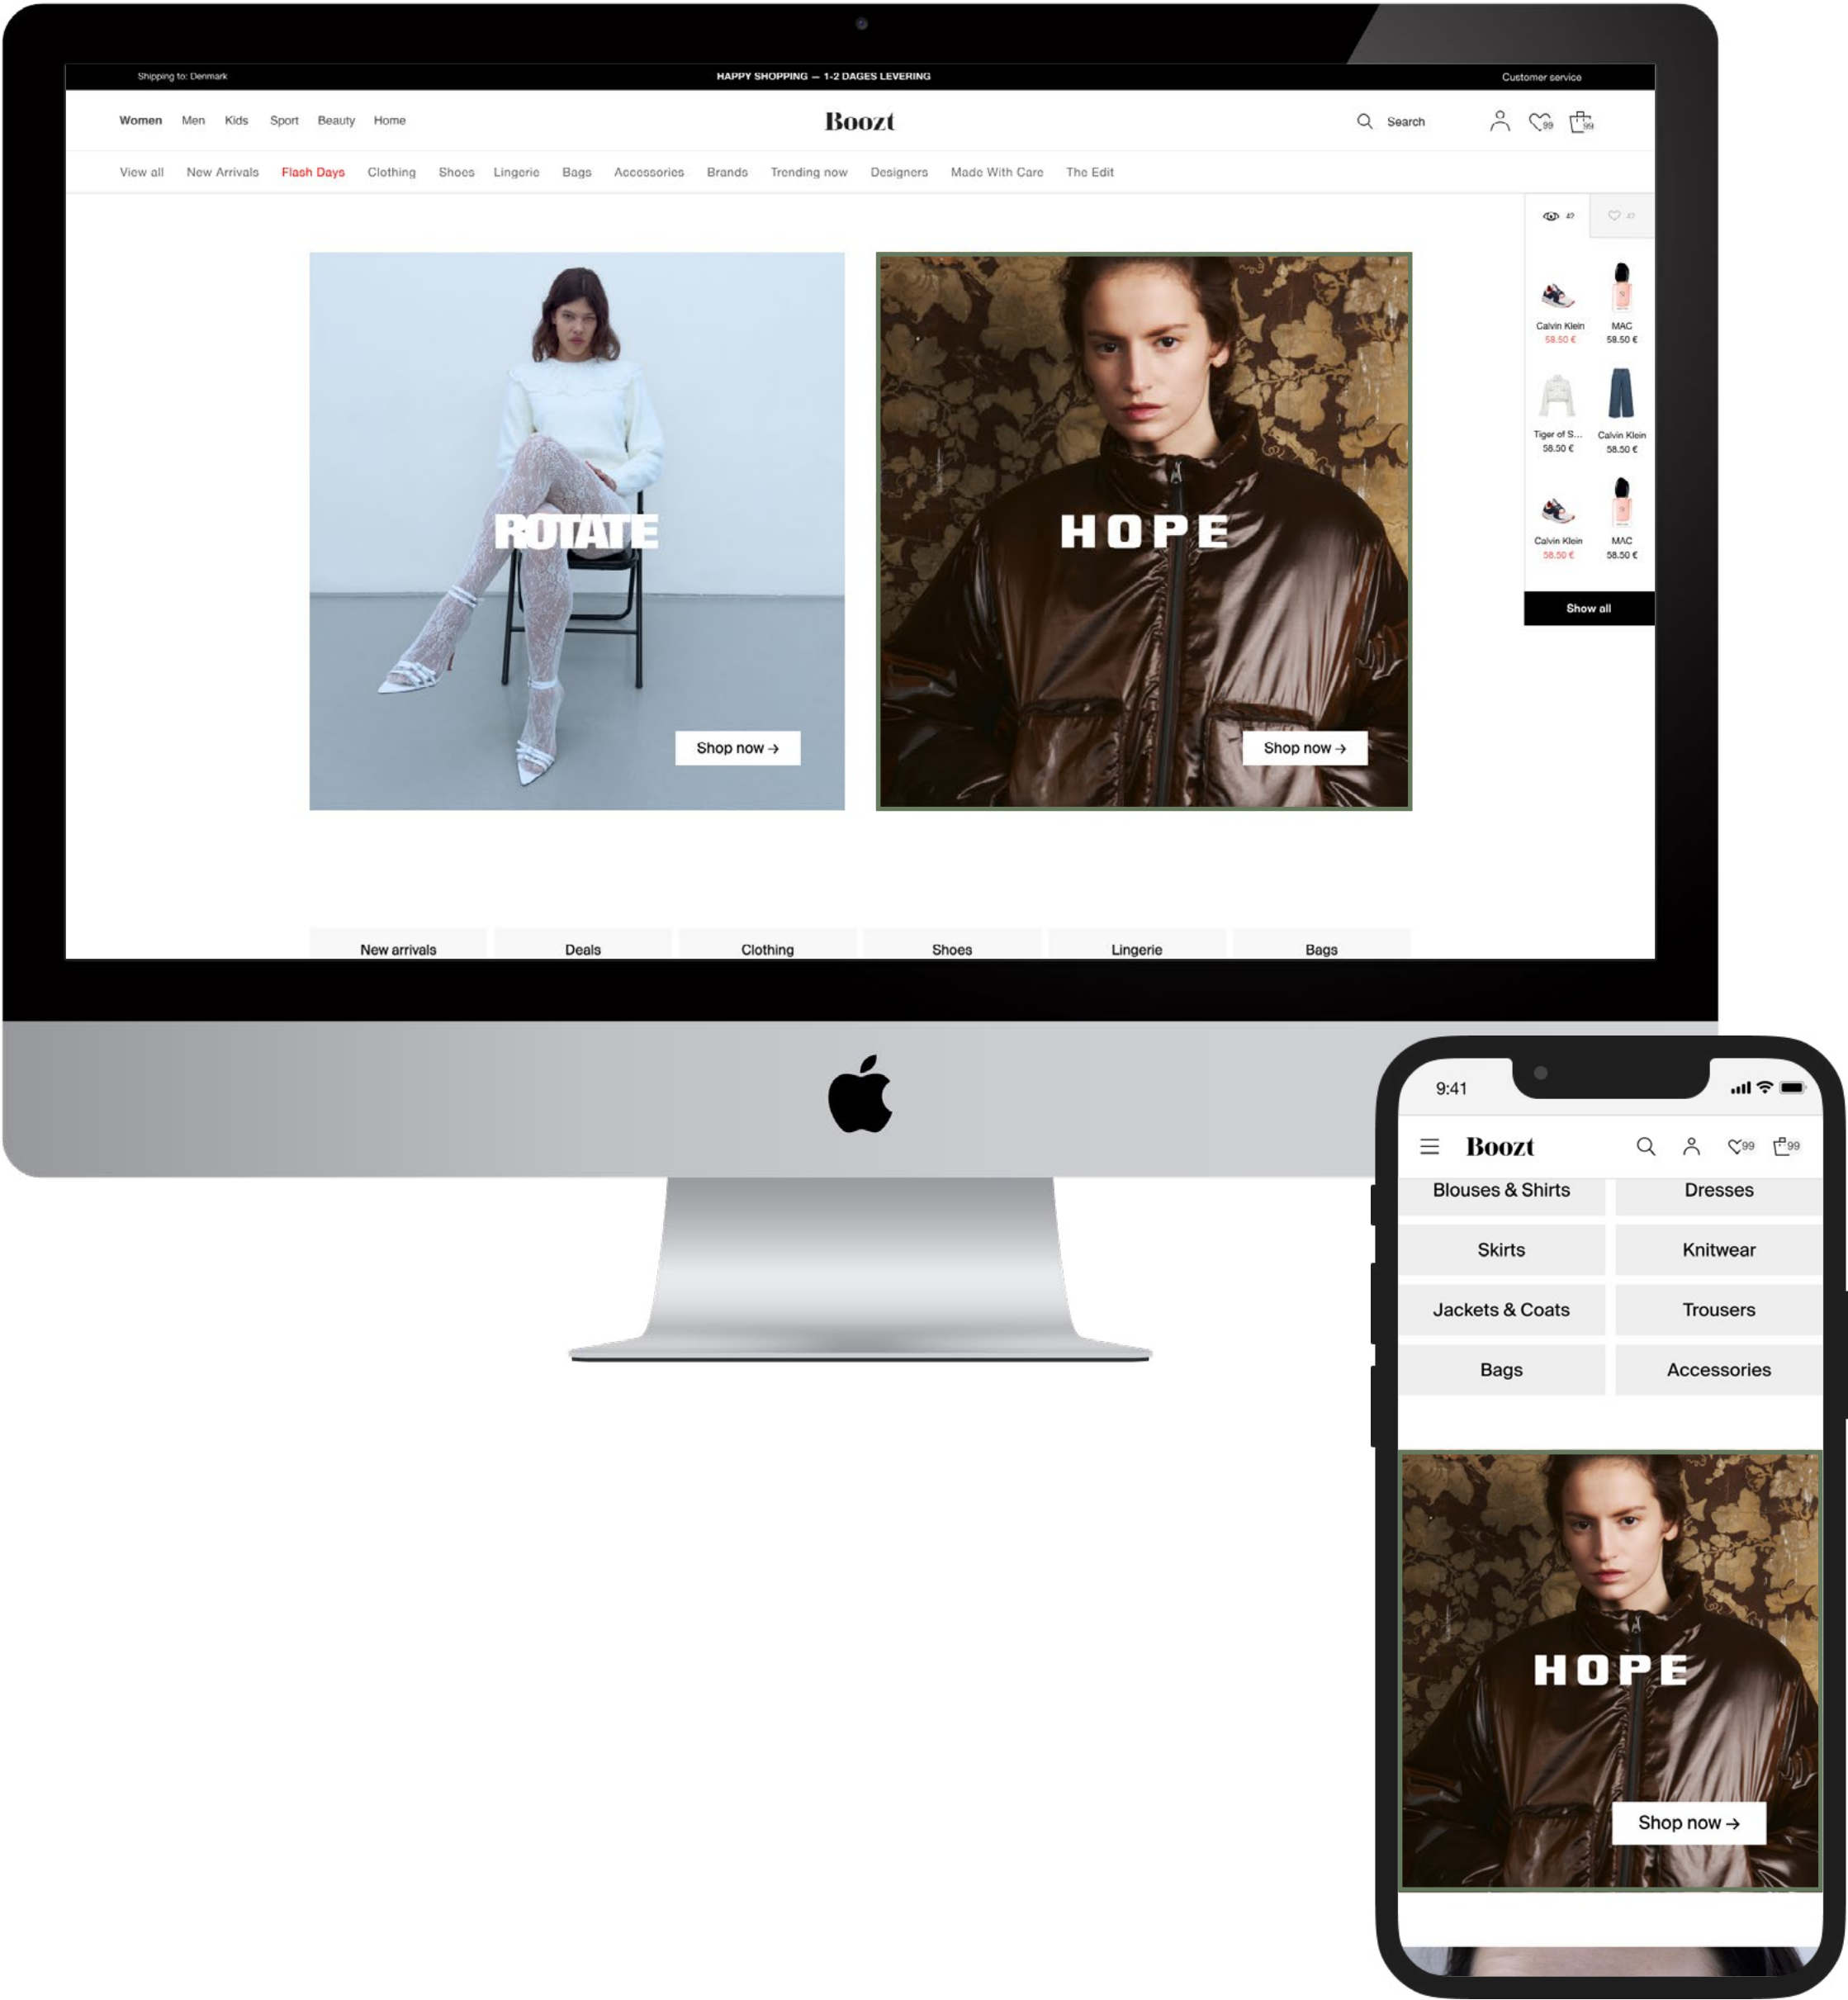 Shipping to: Denmark
HAPPY SHOPPING — 1-2 DAGES LEVERING
Customer service
Women Men Kids Sport Beauty Home
Boozt
Search
99 99
View all New Arrivals Flash Days Clothing Shoes Lingerie Bags Accessories Brands Trending now Designers Made With Care The Edit
ROTATE
Shop now →
HOPE
Shop now →
Calvin Klein MAC
58.50 € 58.50 €
Tiger of S... Calvin Klein
58.50 € 58.50 €
Calvin Klein MAC
58.50 € 58.50 €
Show all
New arrivals Deals Clothing Shoes Lingerie Bags
9:41
Boozt 99 99
Blouses & Shirts Dresses
Skirts Knitwear
Jackets & Coats Trousers
Bags Accessories
HOPE
Shop now →